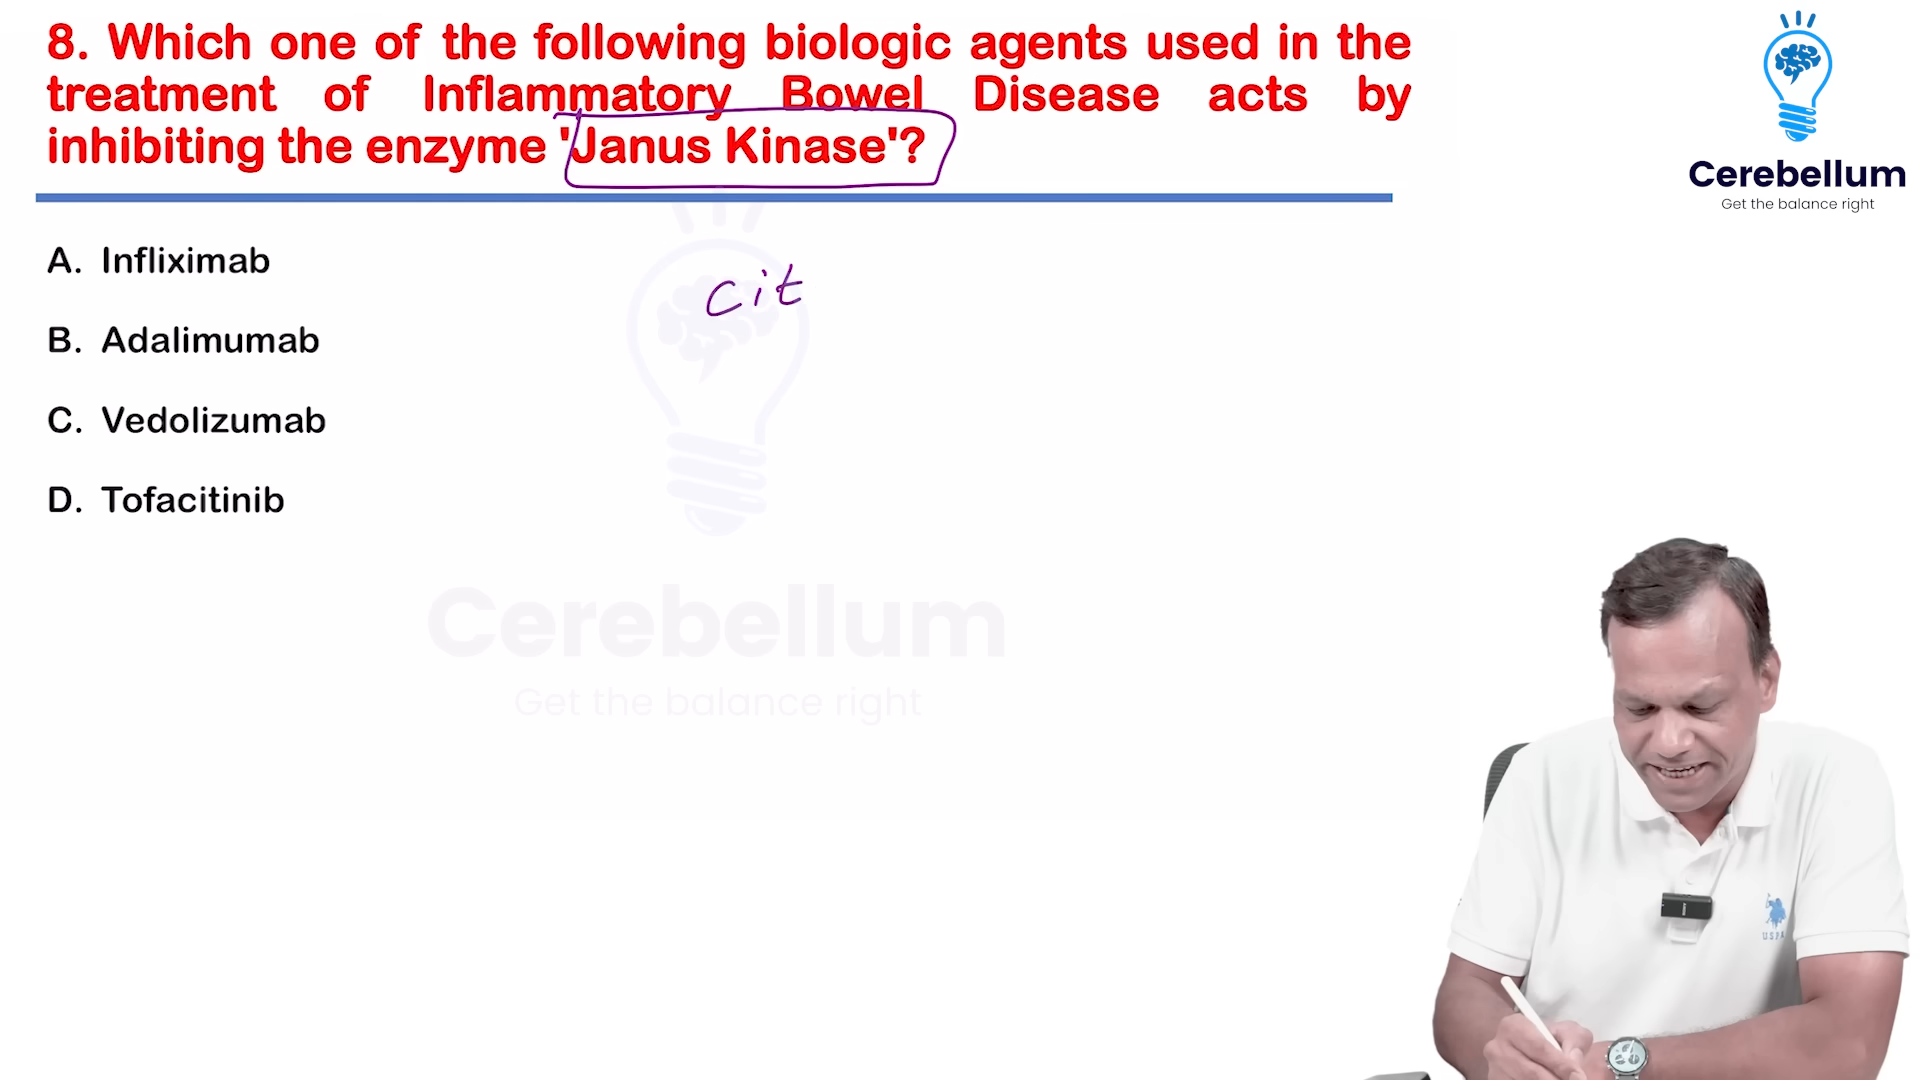 8. Which one of the following biologic agents used in the
treatment of Inflammatory Bowel Disease acts by
inhibiting the enzyme 'Janus Kinase'?
Cerebellum
Get the balance right
A. Infliximab
cit
B. Adalimumab
C. Vedolizumab
D. Tofacitinib
Cerebellum
Get the balance right
SONY